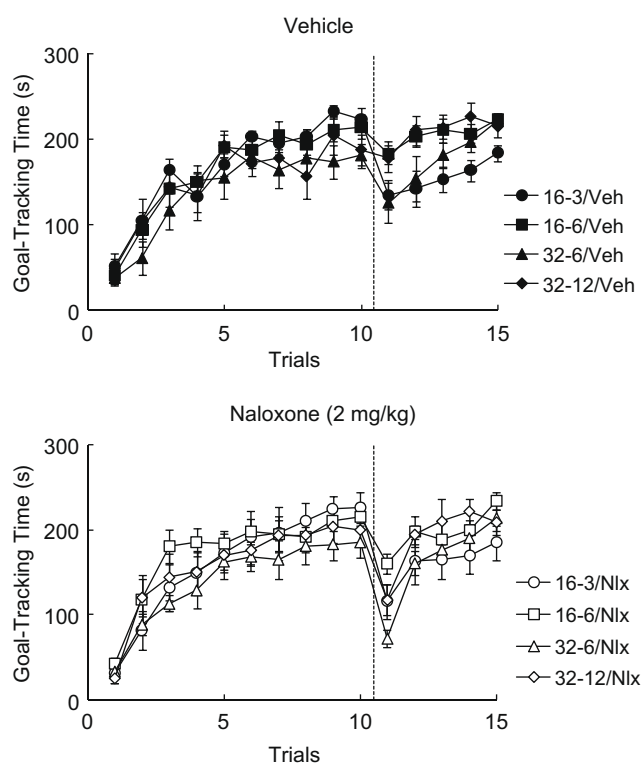 Vehicle
300
200
100
0
Goal-Tracking Time (s)
0 5 10 15
Trials
16-3/Veh
16-6/Veh
32-6/Veh
32-12/Veh
Naloxone (2 mg/kg)
300
200
100
0
Goal-Tracking Time (s)
0 5 10 15
Trials
16-3/Nlx
16-6/Nlx
32-6/Nlx
32-12/Nlx